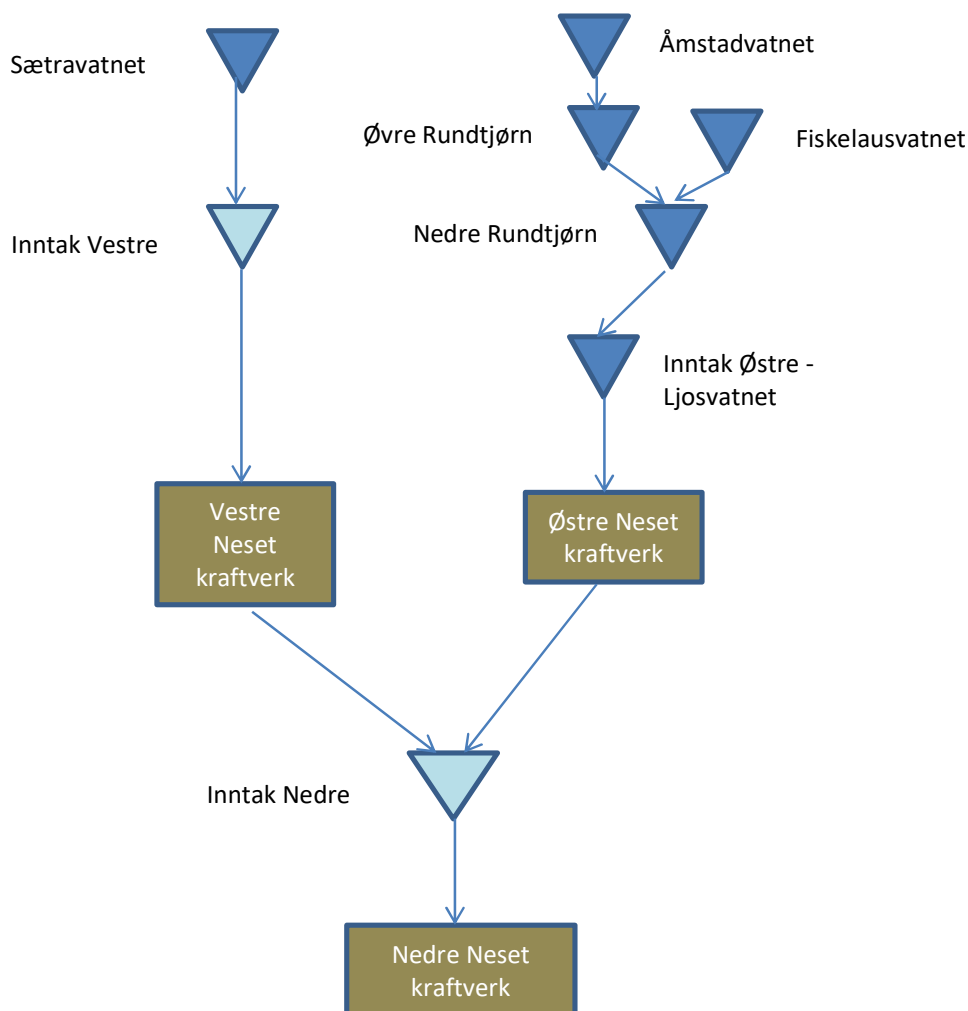 Åmstadvatnet
Sætravatnet
Øvre Rundtjørn
Fiskelausvatnet
Inntak Vestre
Nedre Rundtjørn
Inntak Østre -
Ljosvatnet
Vestre
Neset
kraftverk
Østre Neset
kraftverk
Inntak Nedre
Nedre Neset
kraftverk